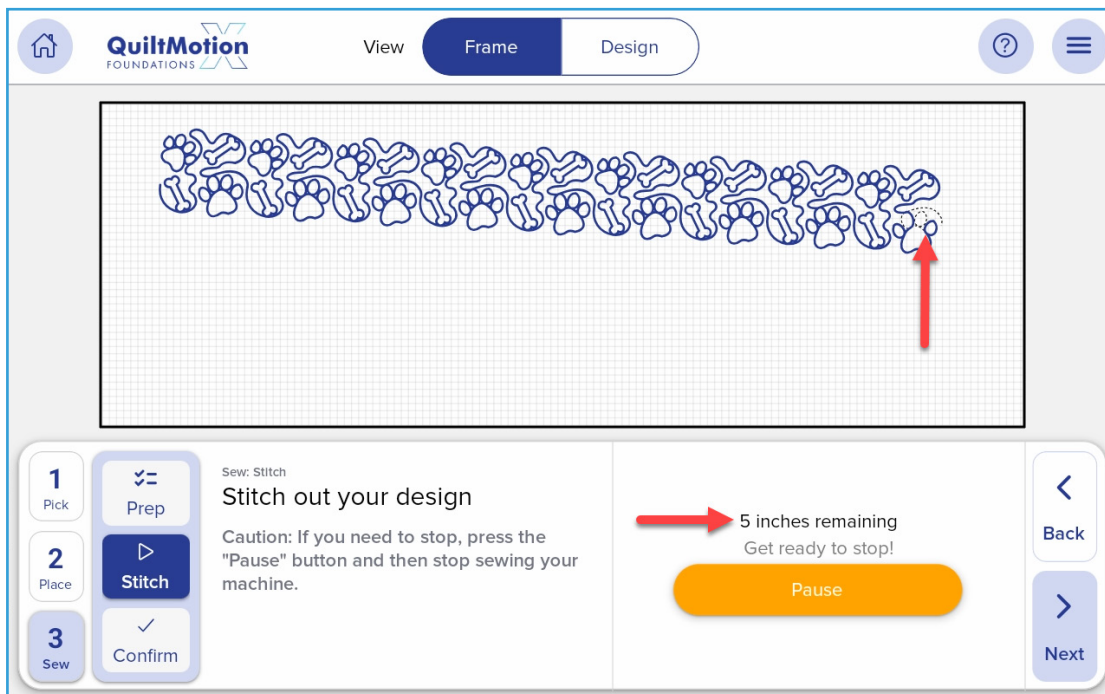 QuiltMotion
FOUNDATIONS
View
Frame
Design
?
1
Pick
2
Place
3
Sew
Prep
Stitch
Confirm
Sew: Stitch
Stitch out your design
Caution: If you need to stop, press the
"Pause" button and then stop sewing your
machine.
5 inches remaining
Get ready to stop!
Pause
Back
Next